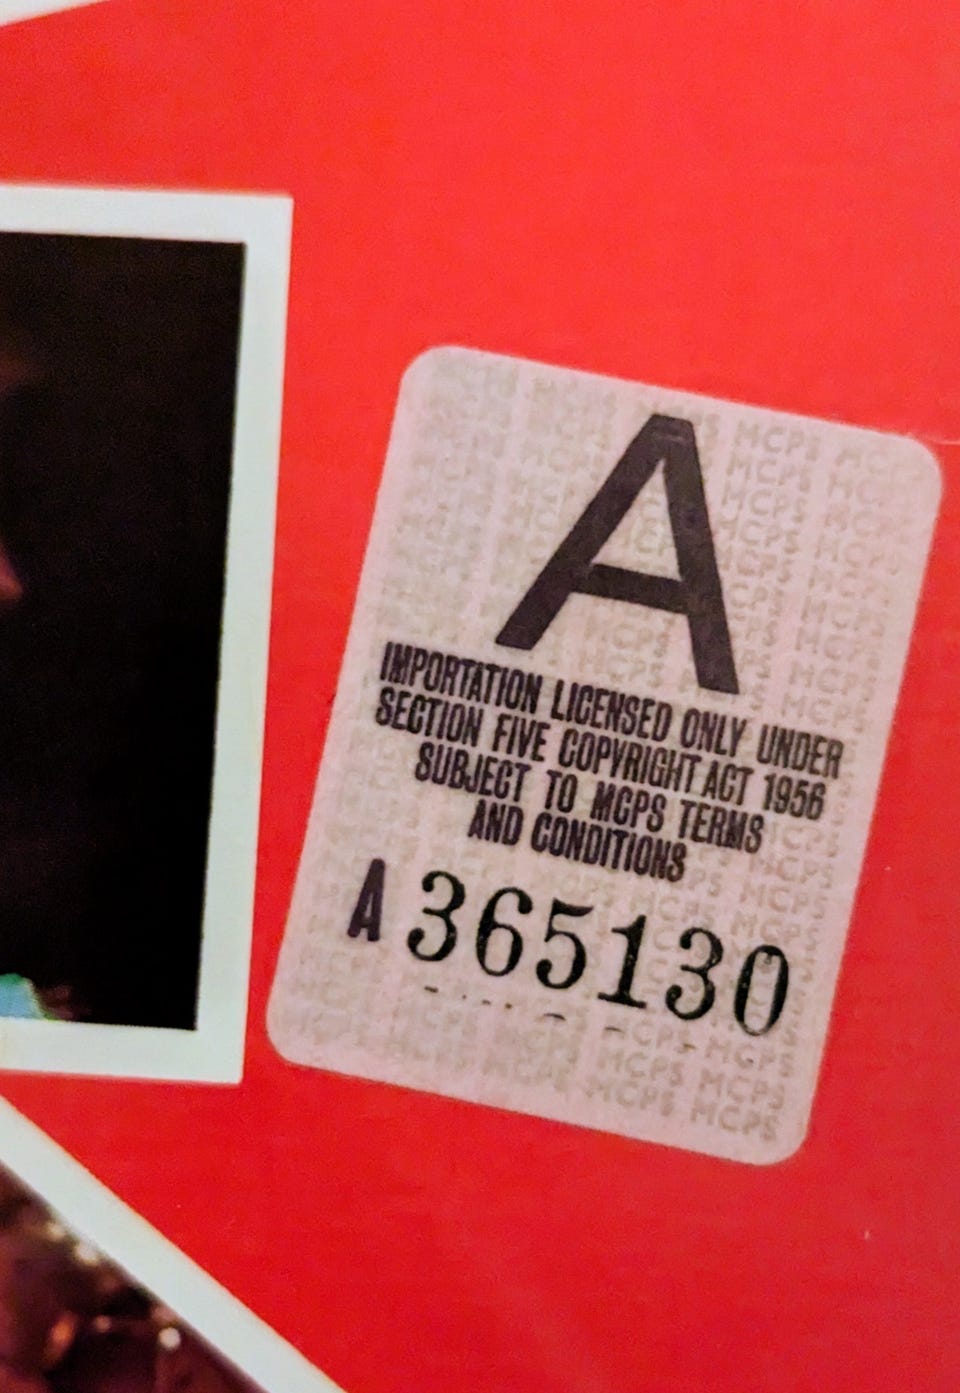 A
IMPORTATION LICENSED ONLY UNDER
SECTION FIVE COPYRIGHT ACT 1956
SUBJECT TO MCPS TERMS
AND CONDITIONS
A 365130